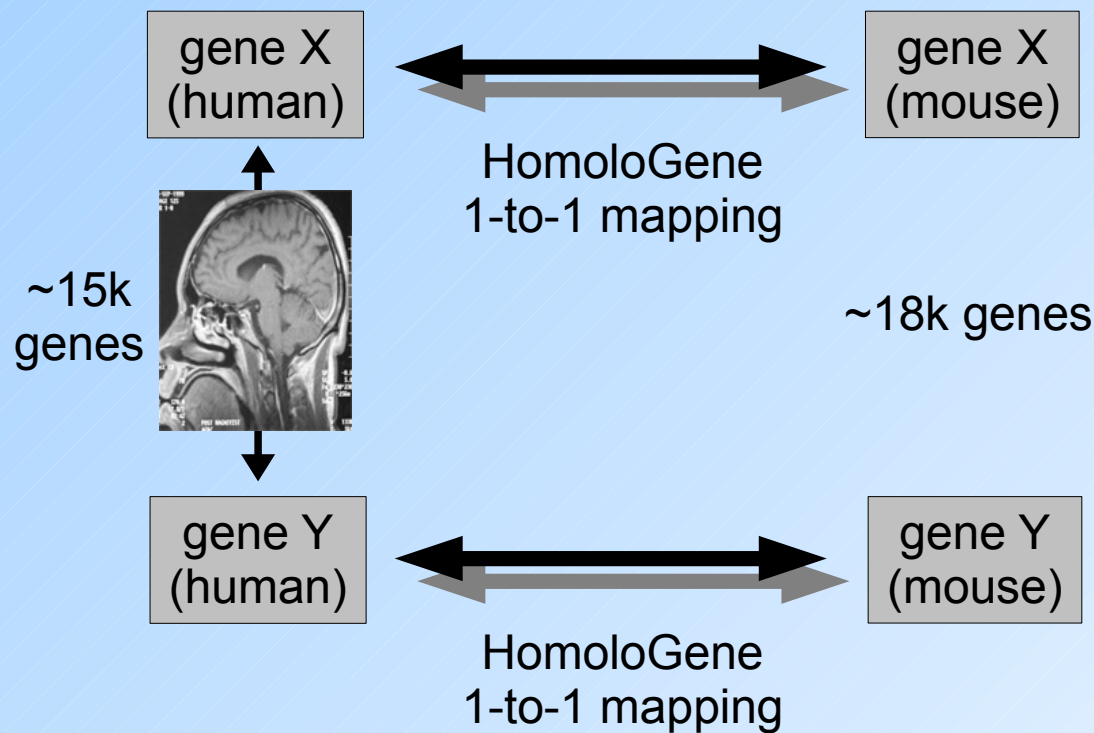 gene X
(human)
gene X
(mouse)
HomoloGene
1-to-1 mapping
~15k
genes
~18k genes
gene Y
(human)
gene Y
(mouse)
HomoloGene
1-to-1 mapping